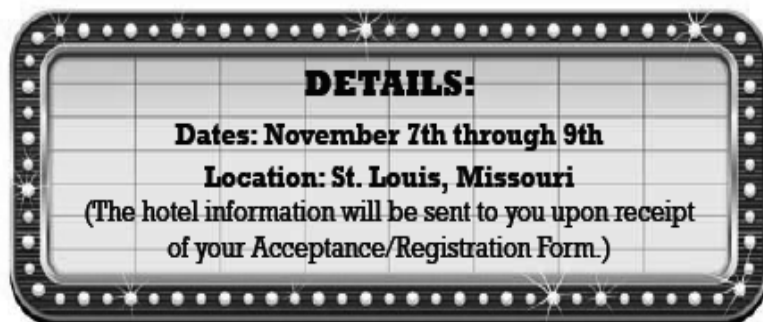 DETAILS:
Dates: November 7th through 9th
Location: St. Louis, Missouri
(The hotel information will be sent to you upon receipt
of your Acceptance/Registration Form.)